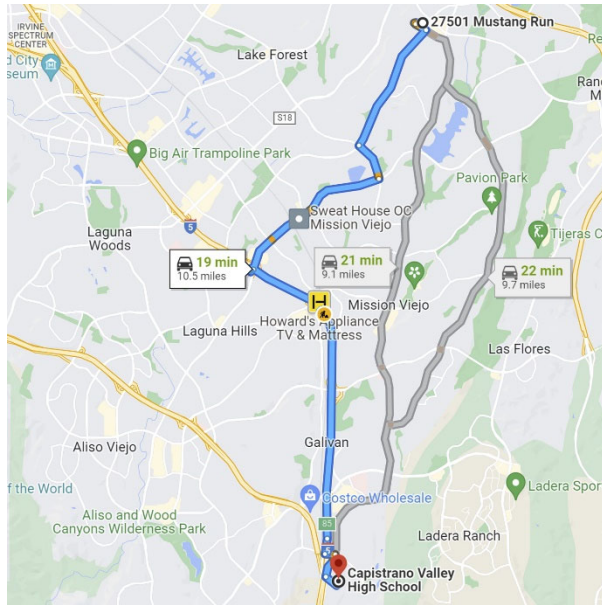 27501 Mustang Run
IRVINE
SPECTRUM
CENTER
Lake Forest
S18
Big Air Trampoline Park
Pavion Park
5
Sweat House OC
Mission Viejo
Laguna
Woods
Tijeras C
19 min
10.5 miles
21 min
9.1 miles
22 min
9.7 miles
Mission Viejo
Howard's Appliance
TV & Mattress
Laguna Hills
Las Flores
Galivan
Aliso Viejo
of the World
Costco Wholesale
Ladera Spor
Aliso and Wood
Canyons Wilderness Park
85
Ladera Ranch
5
Capistrano Valley
High School